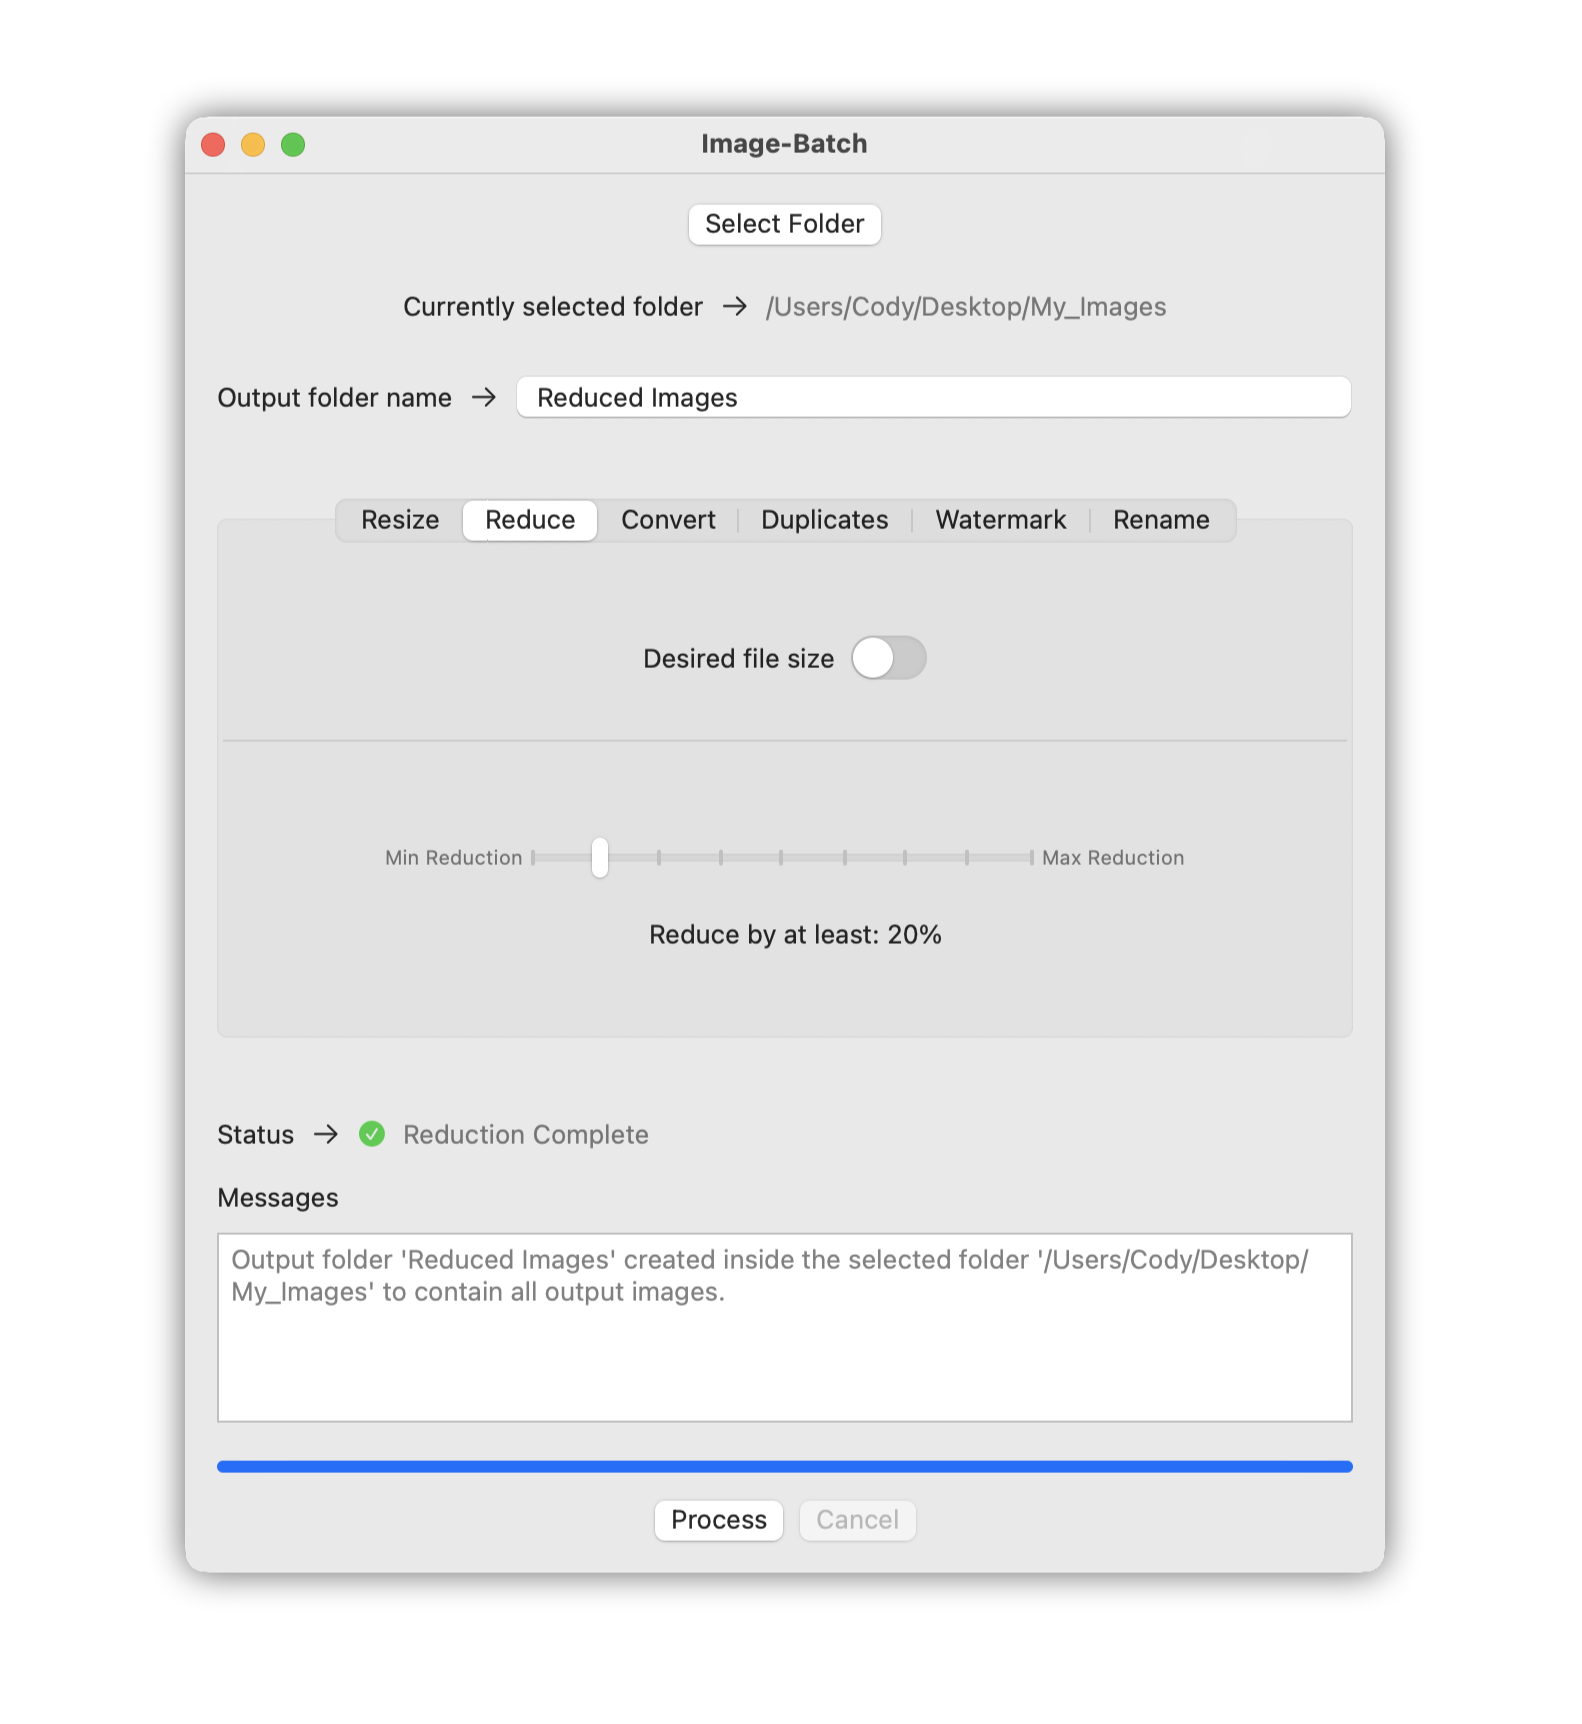 Image-Batch
Select Folder
Currently selected folder → /Users/Cody/Desktop/My_Images
Output folder name → Reduced Images
Resize Reduce Convert Duplicates Watermark Rename
Desired file size
Min Reduction Max Reduction
Reduce by at least: 20%
Status → Reduction Complete
Messages
Output folder 'Reduced Images' created inside the selected folder '/Users/Cody/Desktop/
My_Images' to contain all output images.
Process Cancel